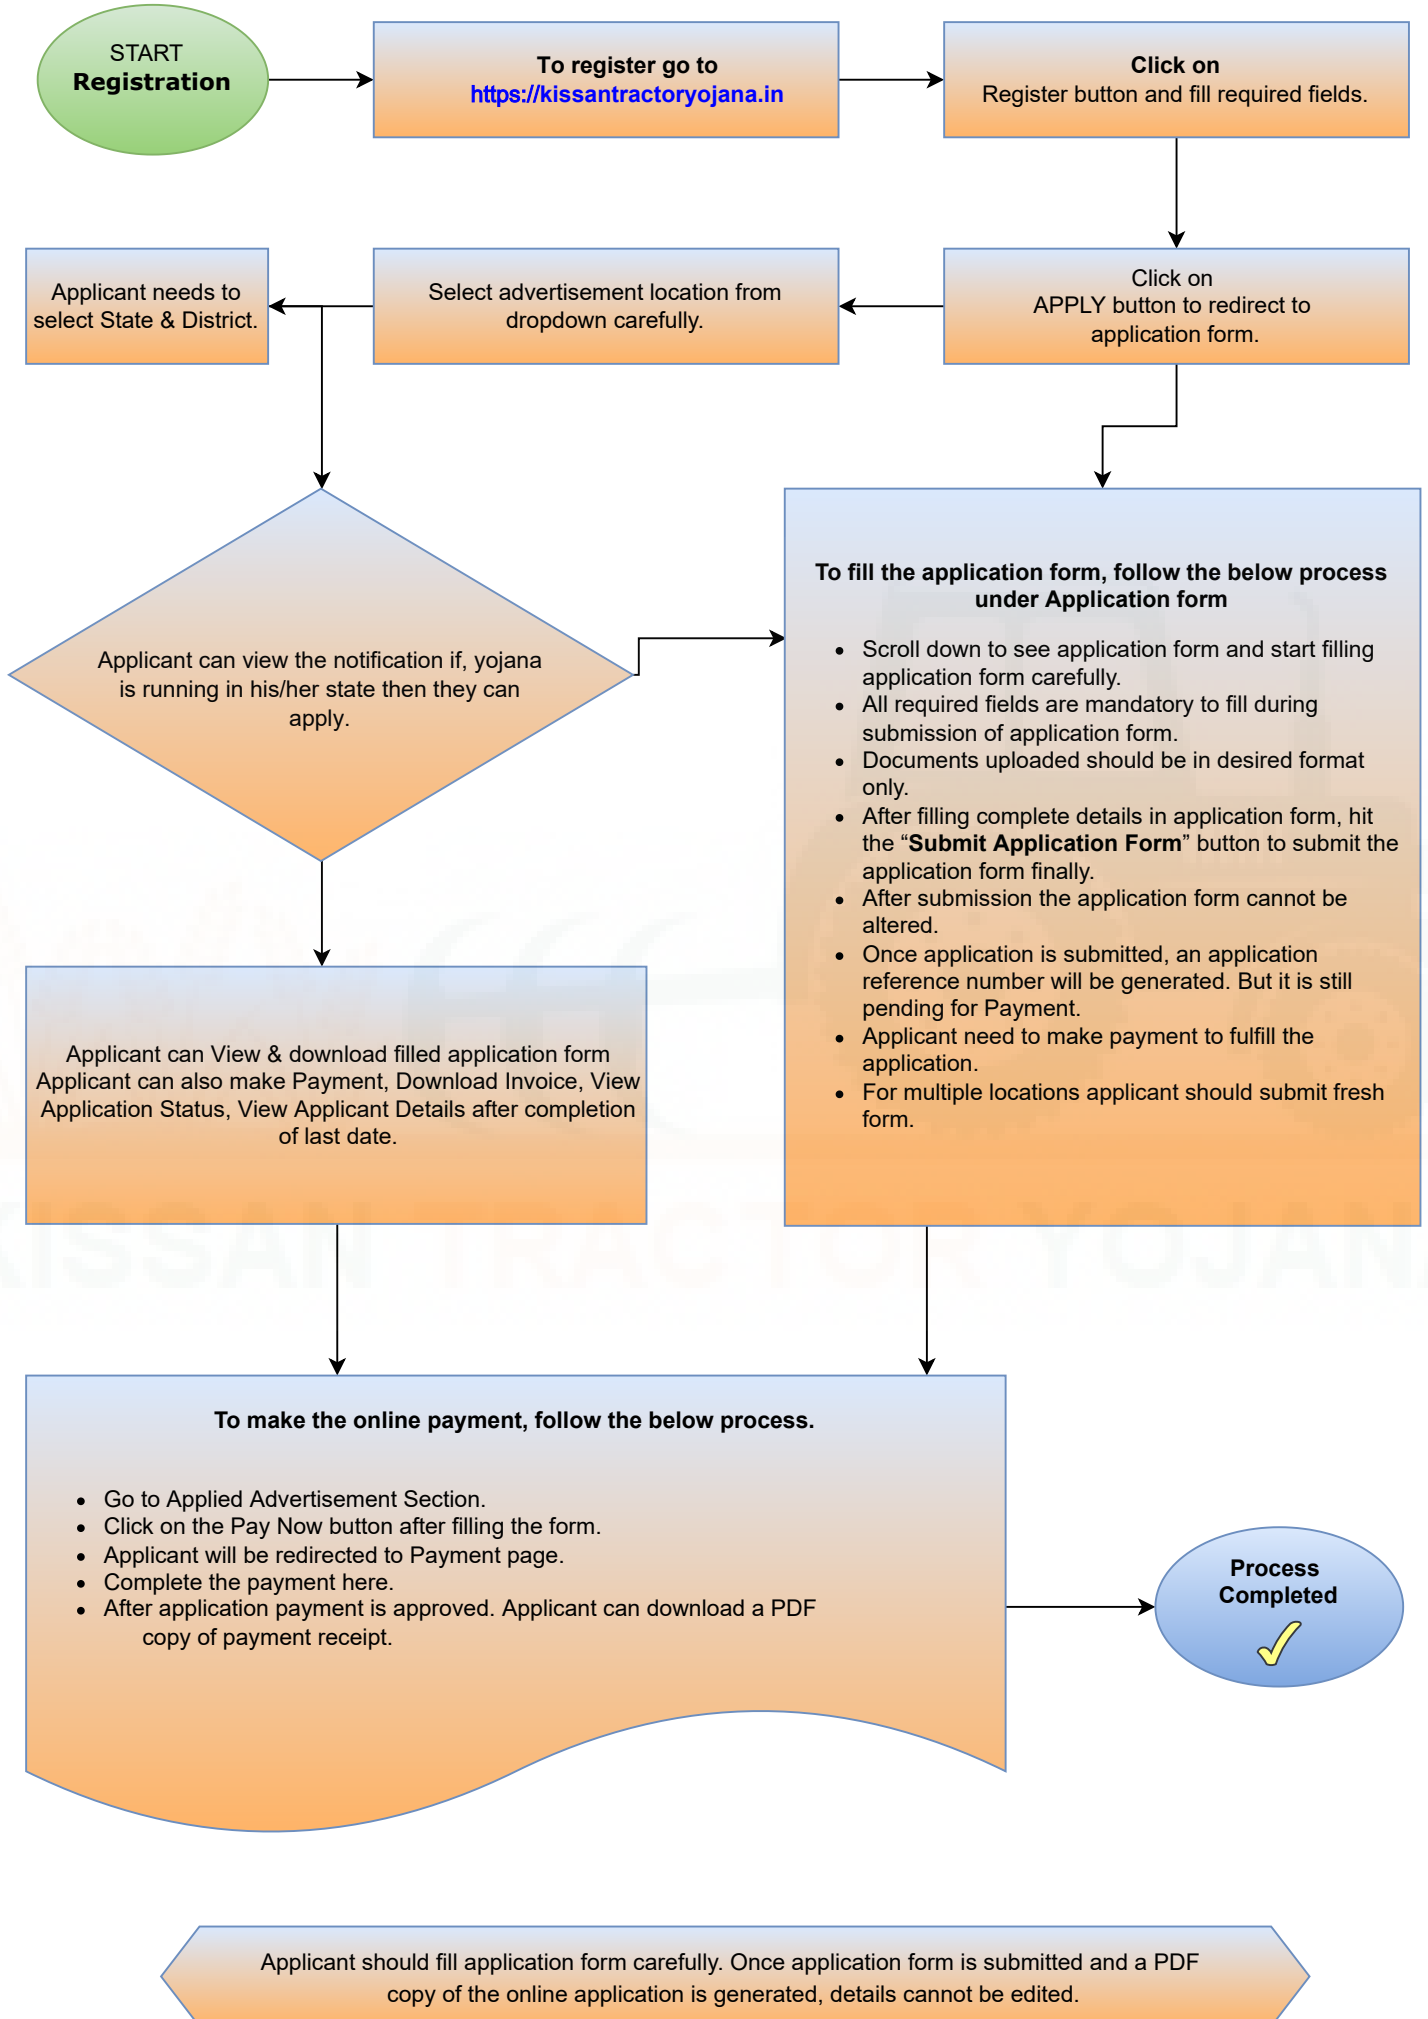 START
Registration
To register go to
https://kissantractoryojana.in
Click on
Register button and fill required fields.
Applicant needs to
select State & District.
Select advertisement location from
dropdown carefully.
Click on
APPLY button to redirect to
application form.
Applicant can view the notification if, yojana
is running in his/her state then they can
apply.
To fill the application form, follow the below process
under Application form
• Scroll down to see application form and start filling
application form carefully.
• All required fields are mandatory to fill during
submission of application form.
• Documents uploaded should be in desired format
only.
• After filling complete details in application form, hit
the “Submit Application Form” button to submit the
application form finally.
• After submission the application form cannot be
altered.
• Once application is submitted, an application
reference number will be generated. But it is still
pending for Payment.
• Applicant need to make payment to fulfill the
application.
• For multiple locations applicant should submit fresh
form.
Applicant can View & download filled application form
Applicant can also make Payment, Download Invoice, View
Application Status, View Applicant Details after completion
of last date.
KISSAN TRACTOR YOJANA
To make the online payment, follow the below process.
• Go to Applied Advertisement Section.
• Click on the Pay Now button after filling the form.
• Applicant will be redirected to Payment page.
• Complete the payment here.
• After application payment is approved. Applicant can download a PDF
copy of payment receipt.
Process
Completed
Applicant should fill application form carefully. Once application form is submitted and a PDF
copy of the online application is generated, details cannot be edited.